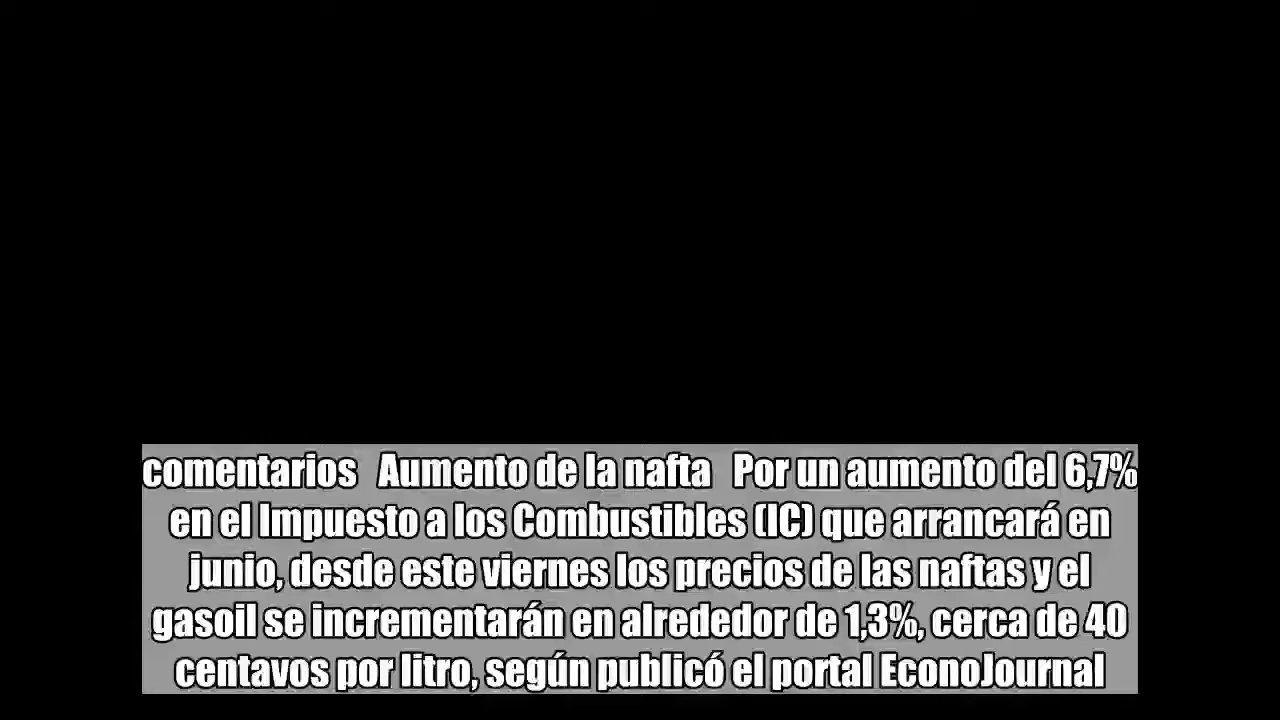 comentarios Aumento de la nafta Por un aumento del 6,7%
en el Impuesto a los Combustibles (IC) que arrancará en
junio, desde este viernes los precios de las naftas y el
gasoil se incrementarán en alrededor de 1,3%, cerca de 40
centavos por litro, según publicó el portal EconoJournal